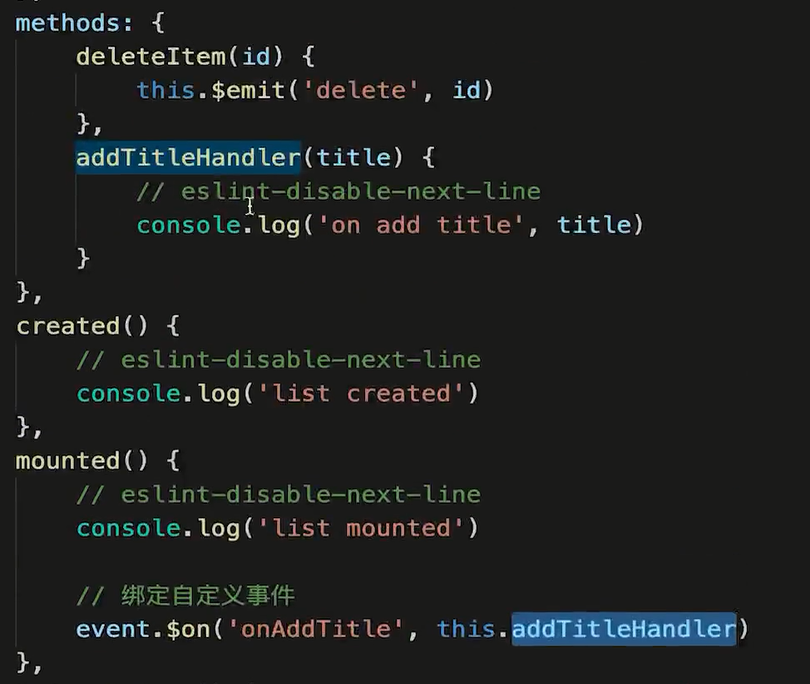 methods: {
deleteItem(id) {
this.$emit('delete', id)
},
addTitleHandler(title) {
// eslint-disable-next-line
console.log('on add title', title)
}
},
created() {
// eslint-disable-next-line
console.log('list created')
},
mounted() {
// eslint-disable-next-line
console.log('list mounted')
// 绑定自定义事件
event.$on('onAddTitle', this.addTitleHandler)
},